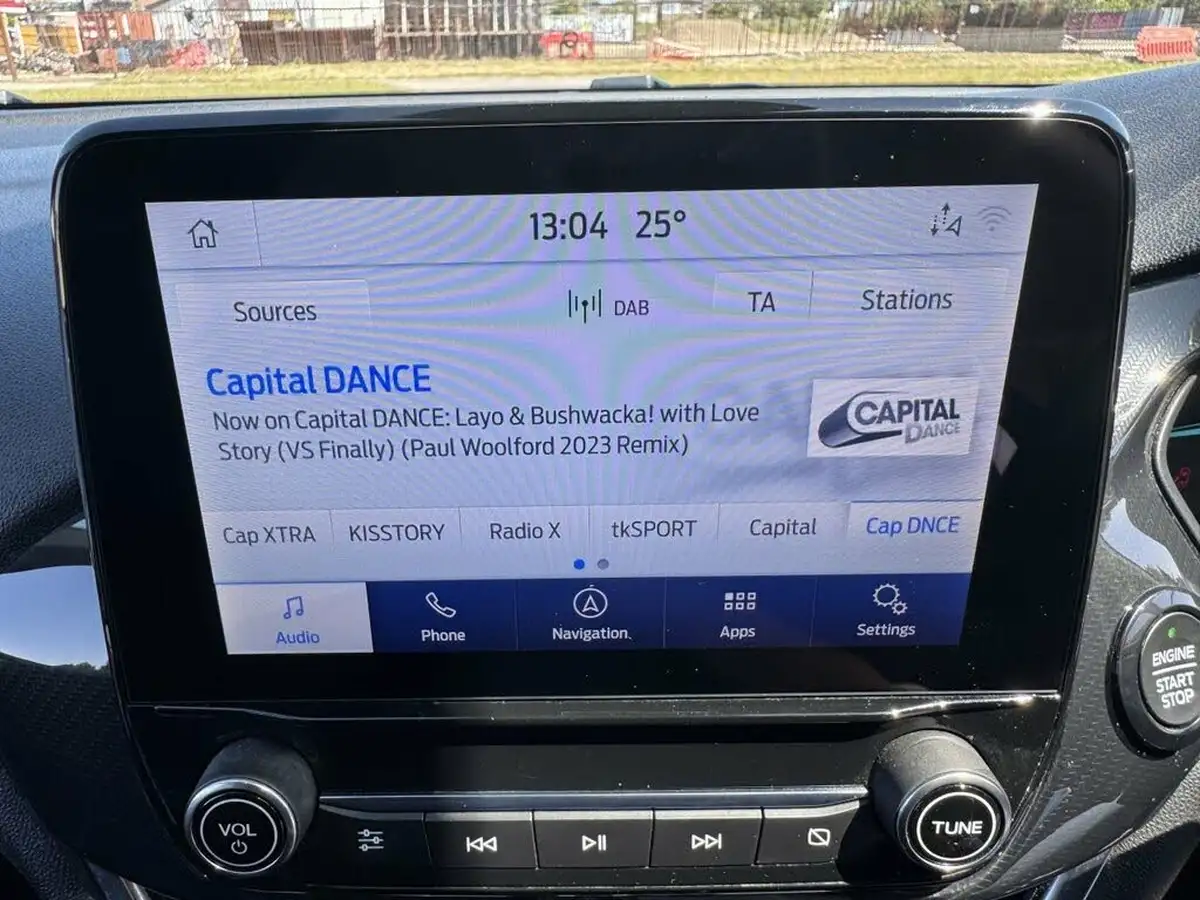 13:04 25°
Sources DAB TA Stations
Capital DANCE
Now on Capital DANCE: Layo & Bushwacka! with Love
Story (VS Finally) (Paul Woolford 2023 Remix)
CAPITAL
DANCE
Cap XTRA KISSTORY Radio X tkSPORT Capital Cap DNCE
Audio Phone Navigation Apps Settings
ENGINE
START
STOP
VOL
TUNE